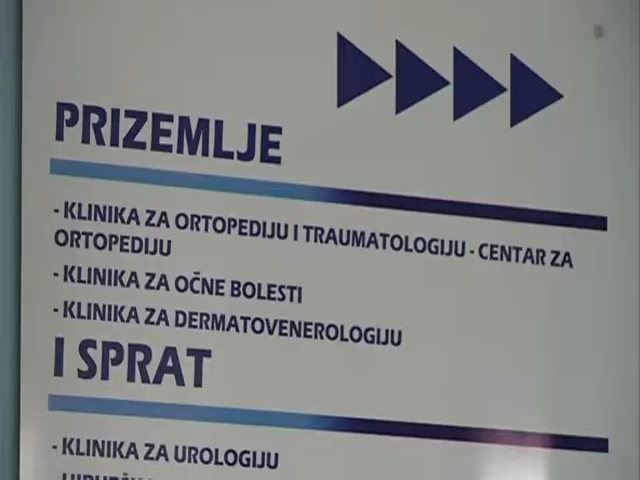 PRIZEMLJE
- KLINIKA ZA ORTOPEDIJU I TRAUMATOLOGIJU - CENTAR ZA
ORTOPEDIJU
- KLINIKA ZA OČNE BOLESTI
- KLINIKA ZA DERMATOVENEROLOGIJU
I SPRAT
- KLINIKA ZA UROLOGIJU